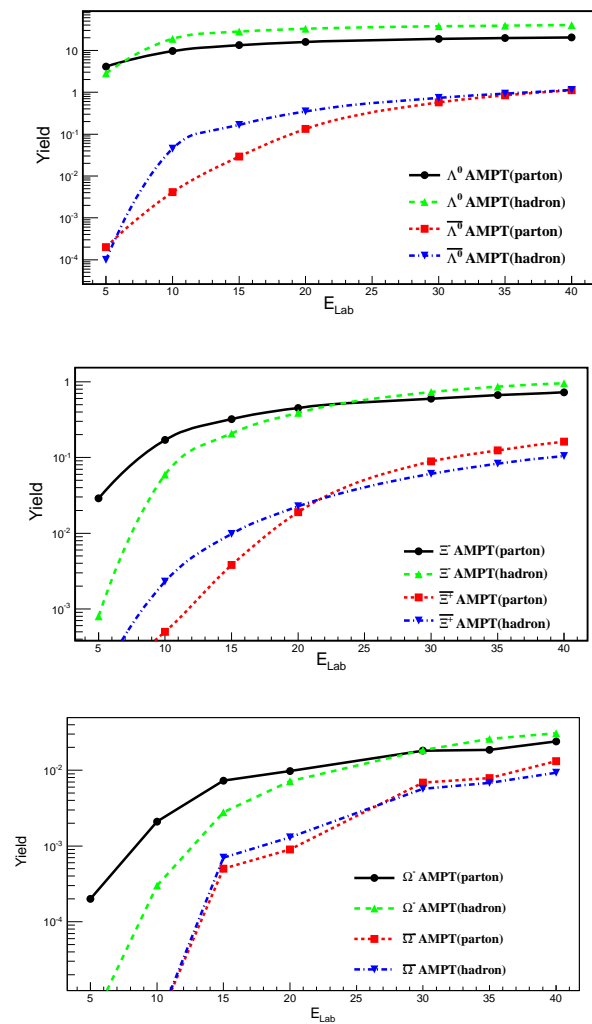 10
1
10⁻¹
10⁻²
10⁻³
10⁻⁴
Yield
Λ⁰ AMPT(parton)
Λ⁰ AMPT(hadron)
Λ̅⁰ AMPT(parton)
Λ̅⁰ AMPT(hadron)
5 10 15 20 25 30 35 40
E_Lab
1
10⁻¹
10⁻²
10⁻³
Yield
Ξ⁻ AMPT(parton)
Ξ⁻ AMPT(hadron)
Ξ̅⁺ AMPT(parton)
Ξ̅⁺ AMPT(hadron)
5 10 15 20 25 30 35 40
E_Lab
10⁻²
10⁻³
10⁻⁴
Yield
Ω⁻ AMPT(parton)
Ω⁻ AMPT(hadron)
Ω̅ AMPT(parton)
Ω̅ AMPT(hadron)
5 10 15 20 25 30 35 40
E_Lab